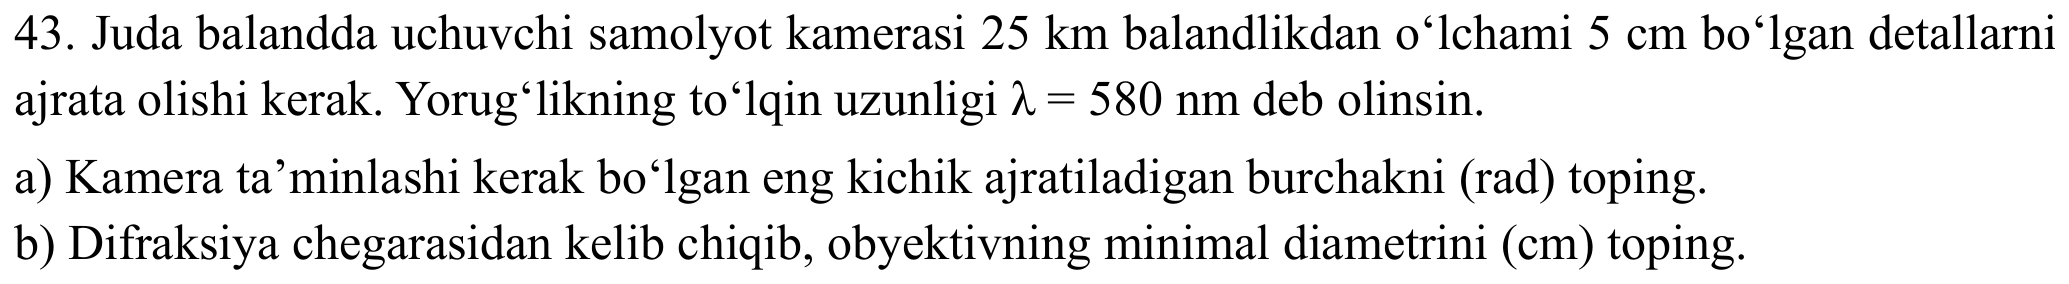 43. Juda balandda uchuvchi samolyot kamerasi 25 km balandlikdan o‘lchami 5 cm bo‘lgan detallarni
ajrata olishi kerak. Yorug‘likning to‘lqin uzunligi λ = 580 nm deb olinsin.
a) Kamera ta’minlashi kerak bo‘lgan eng kichik ajratiladigan burchakni (rad) toping.
b) Difraksiya chegarasidan kelib chiqib, obyektivning minimal diametrini (cm) toping.